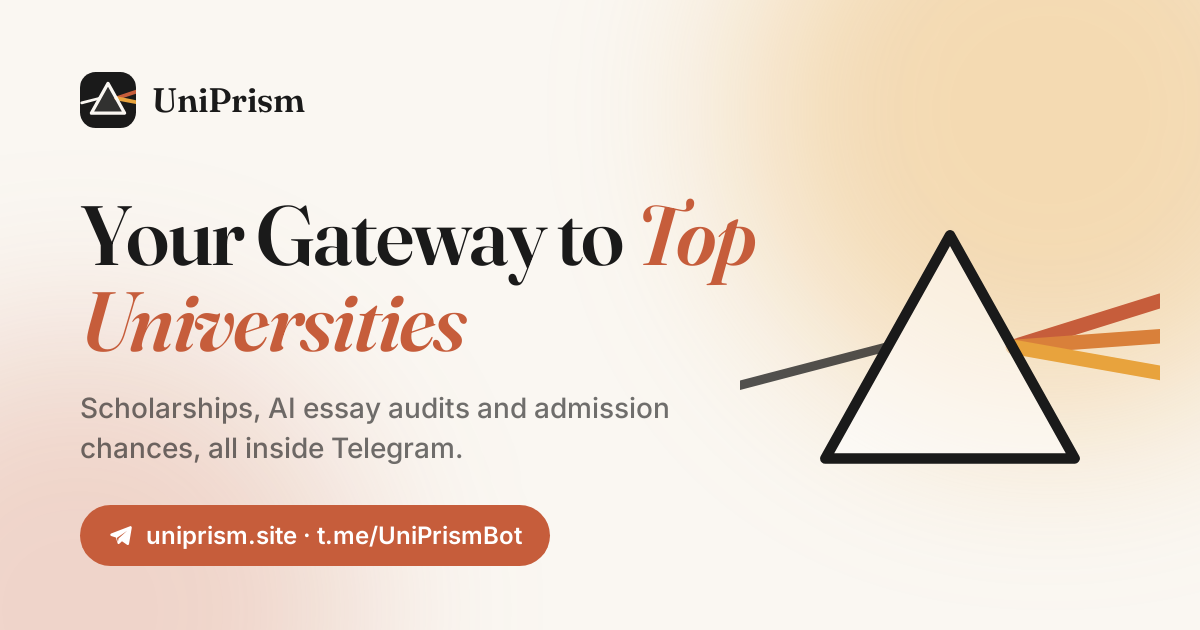 UniPrism
Your Gateway to Top
Universities
Scholarships, AI essay audits and admission
chances, all inside Telegram.
uniprism.site · t.me/UniPrismBot